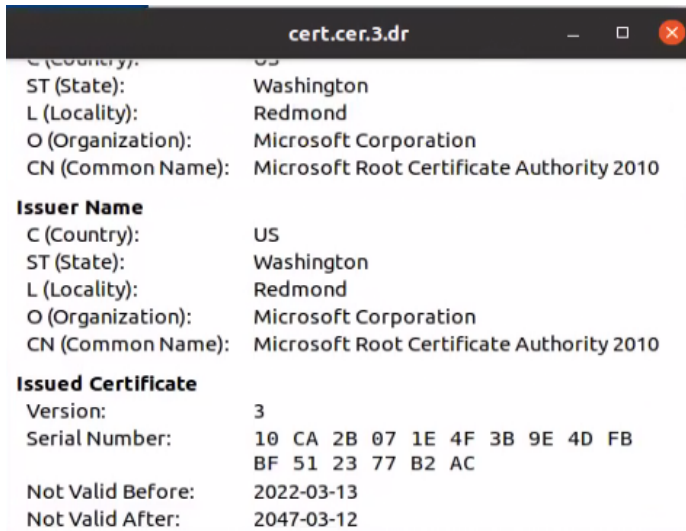 cert.cer.3.dr
ST (State): Washington
L (Locality): Redmond
O (Organization): Microsoft Corporation
CN (Common Name): Microsoft Root Certificate Authority 2010
Issuer Name
C (Country): US
ST (State): Washington
L (Locality): Redmond
O (Organization): Microsoft Corporation
CN (Common Name): Microsoft Root Certificate Authority 2010
Issued Certificate
Version: 3
Serial Number: 10 CA 2B 07 1E 4F 3B 9E 4D FB
BF 51 23 77 B2 AC
Not Valid Before: 2022-03-13
Not Valid After: 2047-03-12